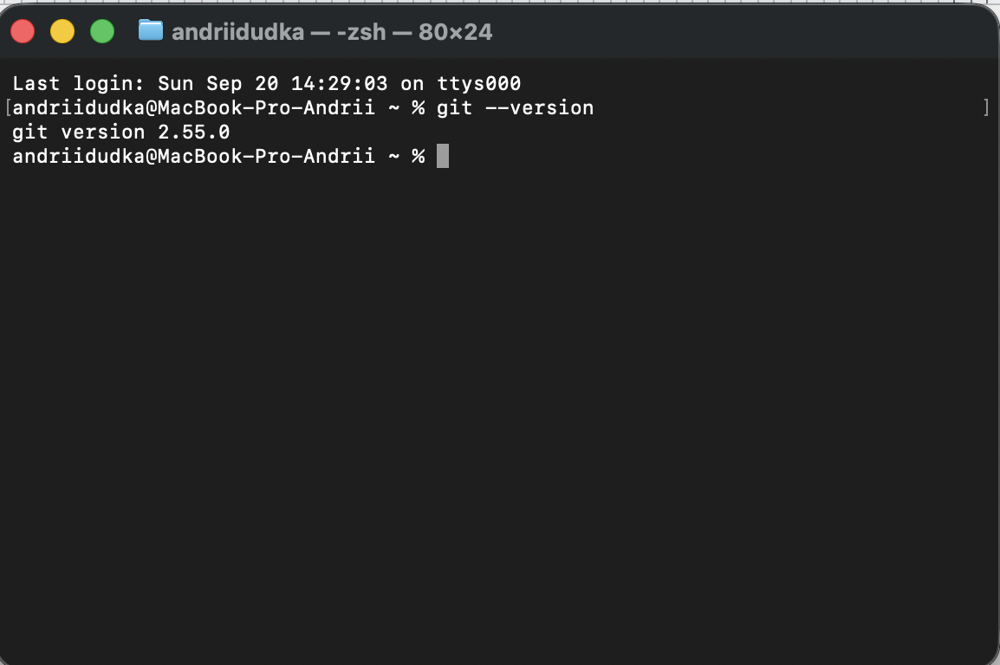 andriidudka — -zsh — 80×24
Last login: Sun Sep 20 14:29:03 on ttys000
[andriidudka@MacBook-Pro-Andrii ~ % git --version ]
git version 2.55.0
andriidudka@MacBook-Pro-Andrii ~ %